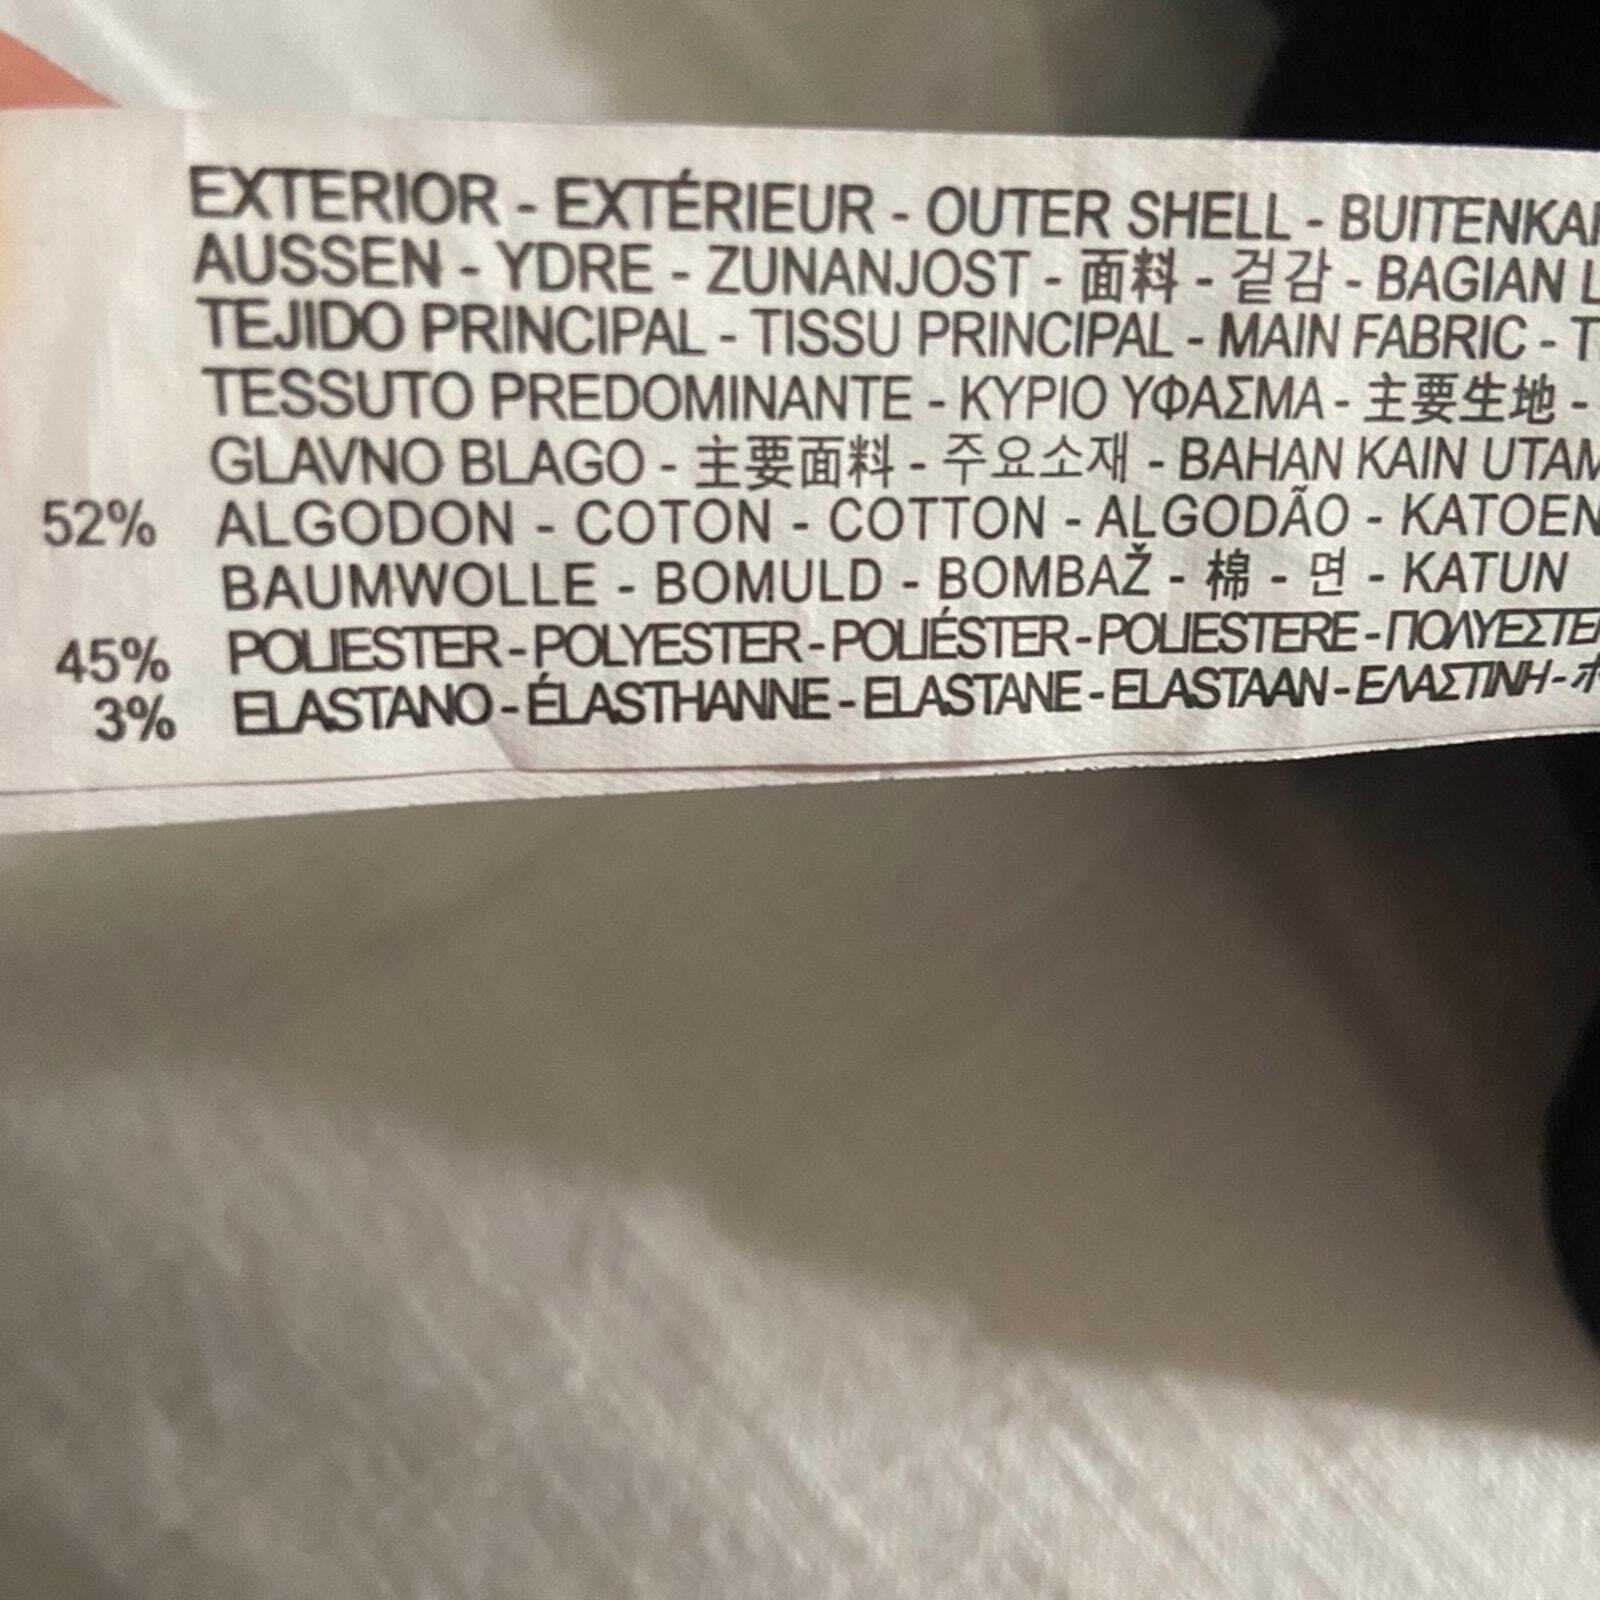 EXTERIOR - EXTÉRIEUR - OUTER SHELL -
AUSSEN - YDRE - ZUNANJOST - 面料 - 겉감 - BAGIAN
TEJIDO PRINCIPAL - TISSU PRINCIPAL - MAIN FABRIC -
TESSUTO PREDOMINANTE - ΚΥΡΙΟ ΥΦΑΣΜΑ - 主要生地 -
GLAVNO BLAGO - 主要面料 - 주요소재 - BAHAN KAIN
52% ALGODON - COTON - COTTON - ALGODÃO - KATOEN
BAUMWOLLE - BOMULD - BOMBAŽ - 棉 - 면 - KATUN
45% POLIESTER - POLYESTER - POLIÉSTER - POLIESTERE -
3% ELASTANO - ÉLASTHANNE - ELASTANE - ELASTAAN - ΕΛΑΣΤΙΝΗ -